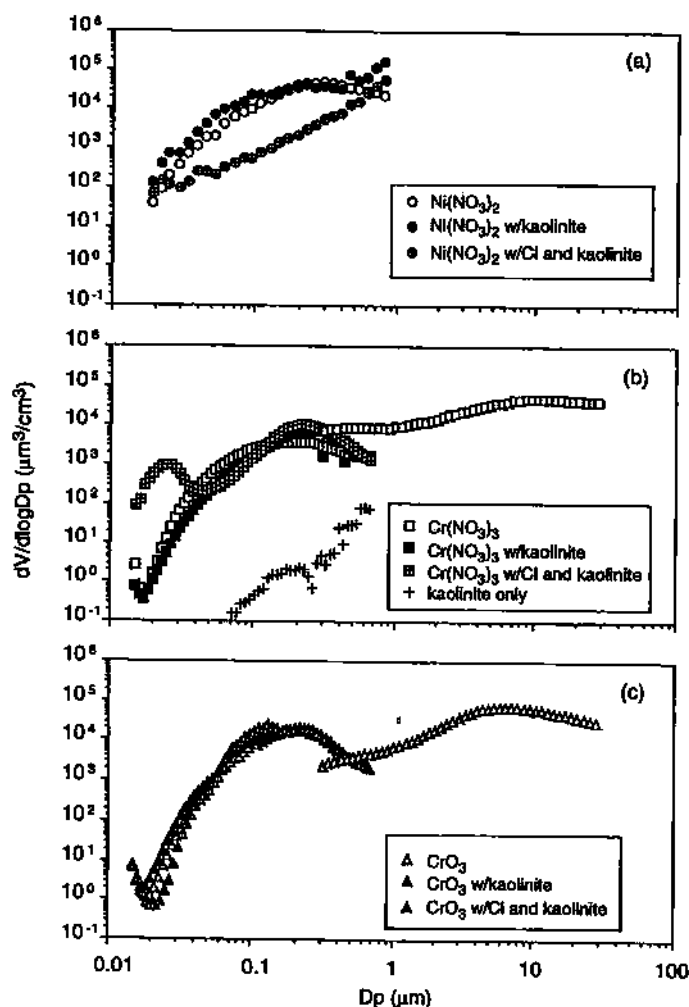 10⁶
10⁵
10⁴
10³
10²
10¹
10⁰
10⁻¹
(a)
Ni(NO₃)₂
Ni(NO₃)₂ w/kaolinite
Ni(NO₃)₂ w/Cl and kaolinite
dV/dlogDp (μm³/cm³)
10⁶
10⁵
10⁴
10³
10²
10¹
10⁰
10⁻¹
(b)
Cr(NO₃)₃
Cr(NO₃)₃ w/kaolinite
Cr(NO₃)₃ w/Cl and kaolinite
kaolinite only
10⁶
10⁵
10⁴
10³
10²
10¹
10⁰
10⁻¹
(c)
CrO₃
CrO₃ w/kaolinite
CrO₃ w/Cl and kaolinite
0.01 0.1 1 10 100
Dp (μm)